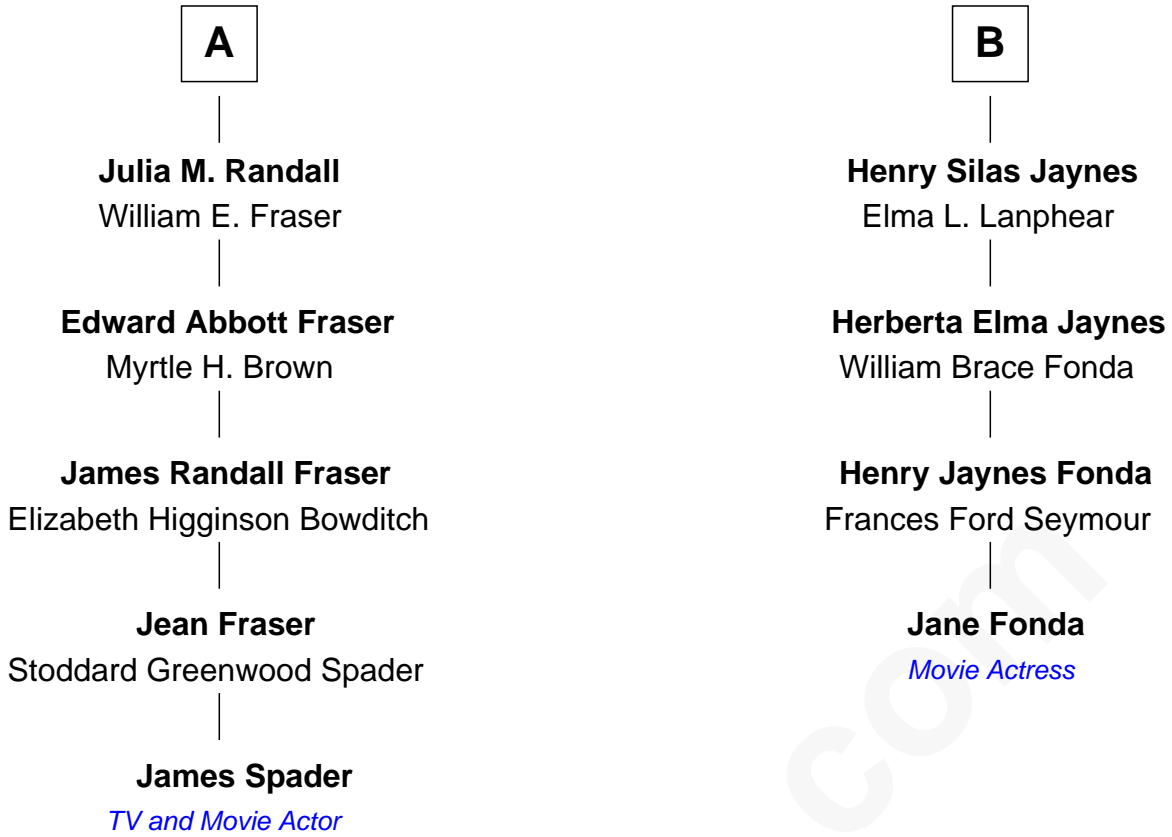 A
Julia M. Randall
William E. Fraser
Edward Abbott Fraser
Myrtle H. Brown
James Randall Fraser
Elizabeth Higginson Bowditch
Jean Fraser
Stoddard Greenwood Spader
James Spader
TV and Movie Actor
B
Henry Silas Jaynes
Elma L. Lanphear
Herberta Elma Jaynes
William Brace Fonda
Henry Jaynes Fonda
Frances Ford Seymour
Jane Fonda
Movie Actress
com